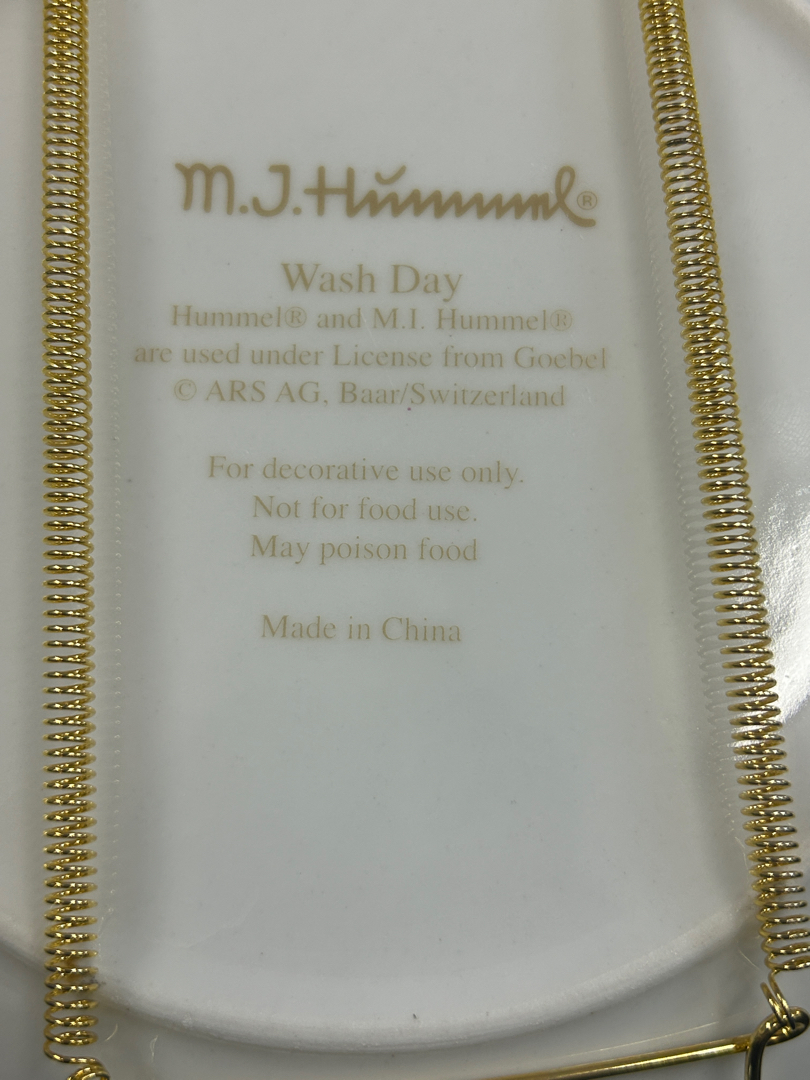 M.J.Hummel®
Wash Day
Hummel® and M.I. Hummel®
are used under License from Goebel
© ARS AG, Baar/Switzerland
For decorative use only.
Not for food use.
May poison food
Made in China